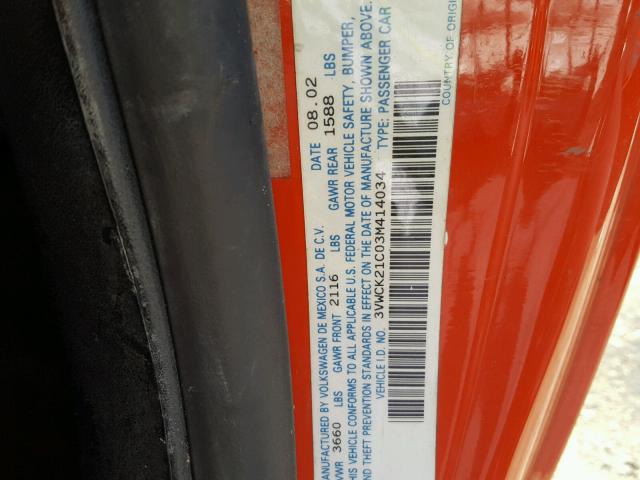 ANUFACTURED BY VOLKSWAGEN DE MEXICO S.A. DE C.V. DATE 08.02
VWR 3660 LBS GAWR FRONT 2116 LBS GAWR REAR 1588 LBS
HIS VEHICLE CONFORMS TO ALL APPLICABLE U.S. FEDERAL MOTOR VEHICLE SAFETY, BUMPER,
AND THEFT PREVENTION STANDARDS IN EFFECT ON THE DATE OF MANUFACTURE SHOWN ABOVE.
VEHICLE I.D. NO. 3VWCK21C03M414034 TYPE: PASSENGER CAR
COUNTRY OF ORIGI